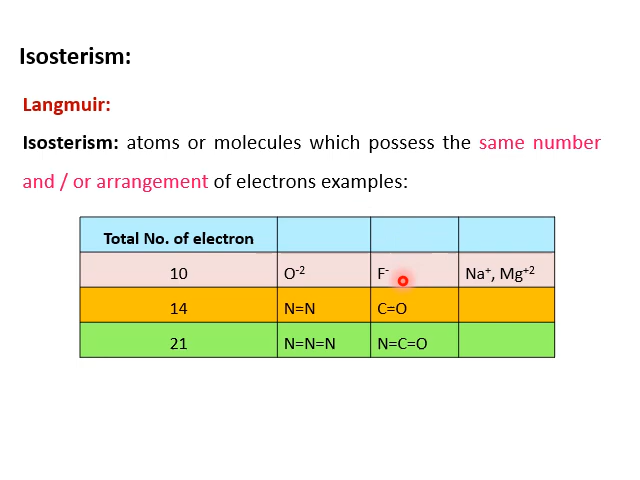 Isosterism:
Langmuir:
Isosterism: atoms or molecules which possess the same number
and / or arrangement of electrons examples:
Total No. of electron
10 O⁻² F⁻ Na⁺, Mg⁺²
14 N=N C=O
21 N=N=N N=C=O